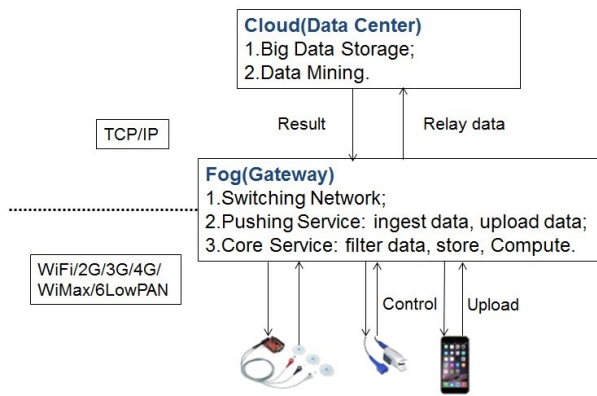 Cloud(Data Center)
1.Big Data Storage;
2.Data Mining.
Result
Relay data
TCP/IP
Fog(Gateway)
1.Switching Network;
2.Pushing Service: ingest data, upload data;
3.Core Service: filter data, store, Compute.
WiFi/2G/3G/4G/
WiMax/6LowPAN
Control
Upload